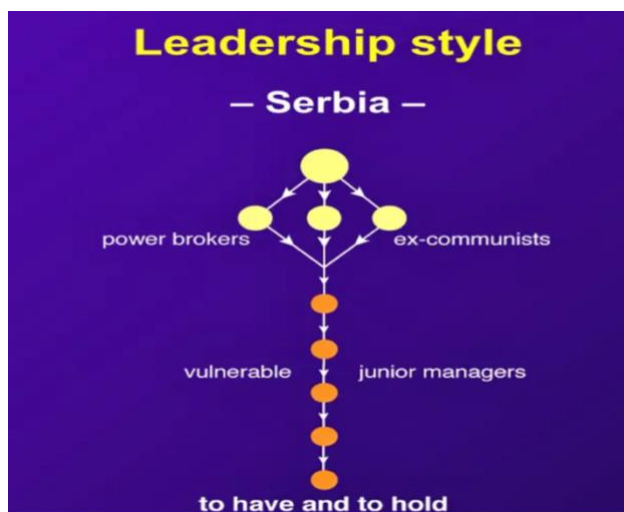 Leadership style
– Serbia –
power brokers ex-communists
vulnerable junior managers
to have and to hold